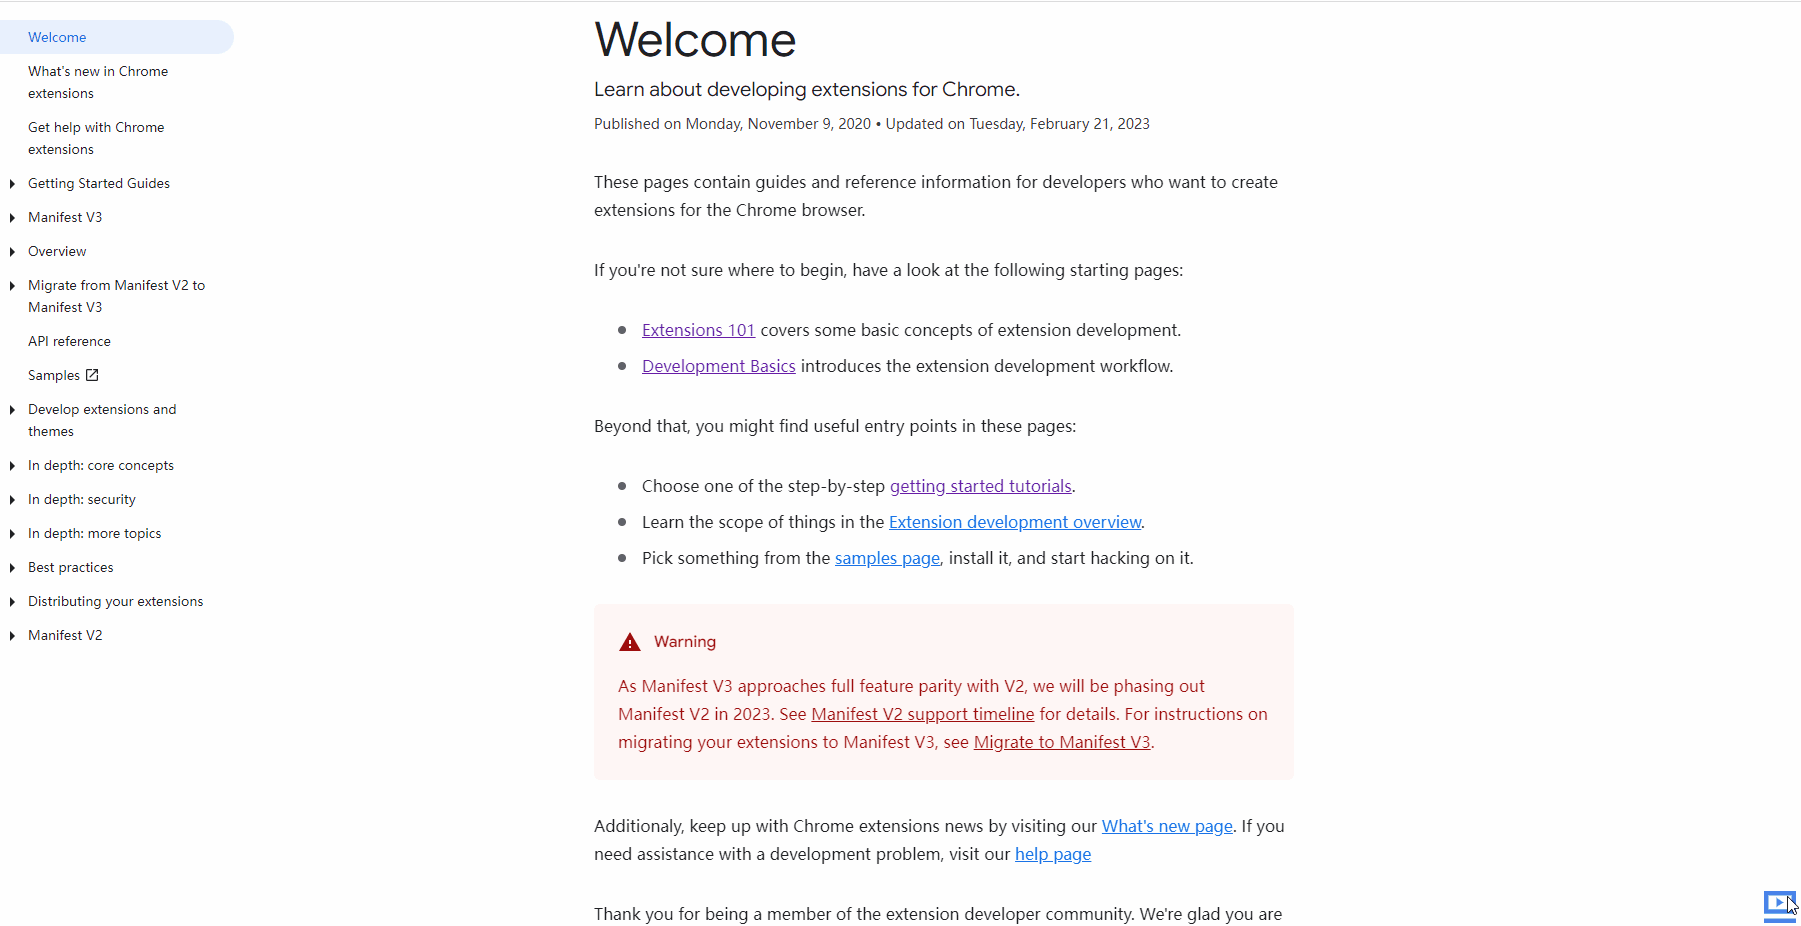 Welcome
What's new in Chrome
extensions
Get help with Chrome
extensions
Getting Started Guides
Manifest V3
Overview
Migrate from Manifest V2 to
Manifest V3
API reference
Samples
Develop extensions and
themes
In depth: core concepts
In depth: security
In depth: more topics
Best practices
Distributing your extensions
Manifest V2
Welcome
Learn about developing extensions for Chrome.
Published on Monday, November 9, 2020 • Updated on Tuesday, February 21, 2023
These pages contain guides and reference information for developers who want to create
extensions for the Chrome browser.
If you're not sure where to begin, have a look at the following starting pages:
Extensions 101 covers some basic concepts of extension development.
Development Basics introduces the extension development workflow.
Beyond that, you might find useful entry points in these pages:
Choose one of the step-by-step getting started tutorials.
Learn the scope of things in the Extension development overview.
Pick something from the samples page, install it, and start hacking on it.
Warning
As Manifest V3 approaches full feature parity with V2, we will be phasing out
Manifest V2 in 2023. See Manifest V2 support timeline for details. For instructions on
migrating your extensions to Manifest V3, see Migrate to Manifest V3.
Additionaly, keep up with Chrome extensions news by visiting our What's new page. If you
need assistance with a development problem, visit our help page
Thank you for being a member of the extension developer community. We're glad you are